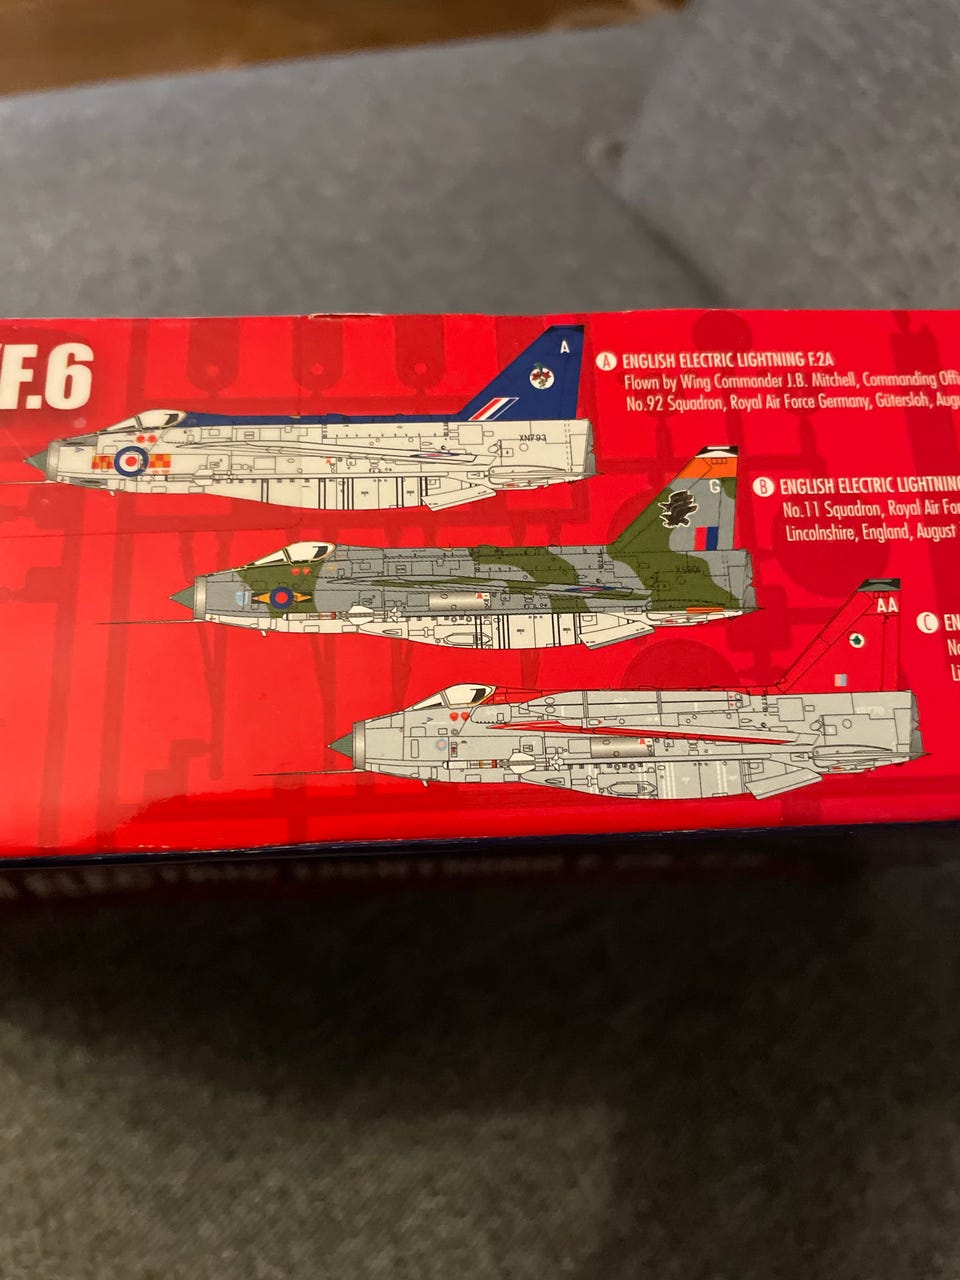 F.6
A
A ENGLISH ELECTRIC LIGHTNING F.2A
Flown by Wing Commander J.B. Mitchell, Commanding
No.92 Squadron, Royal Air Force Germany, Gütersloh,
XN793
G
B ENGLISH ELECTRIC LIGHTNING
No.11 Squadron, Royal Air
Lincolnshire, England, August
AA
C